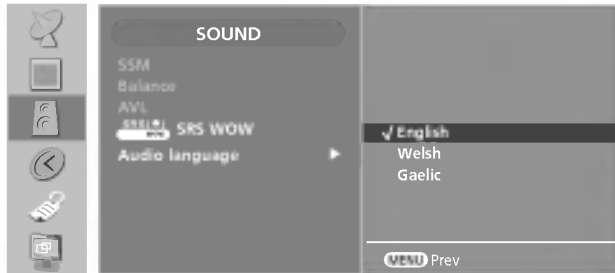 SOUND
SSM
Balance
AVL
SRS WOW
Audio language
√ English
Welsh
Gaelic
MENU Prev